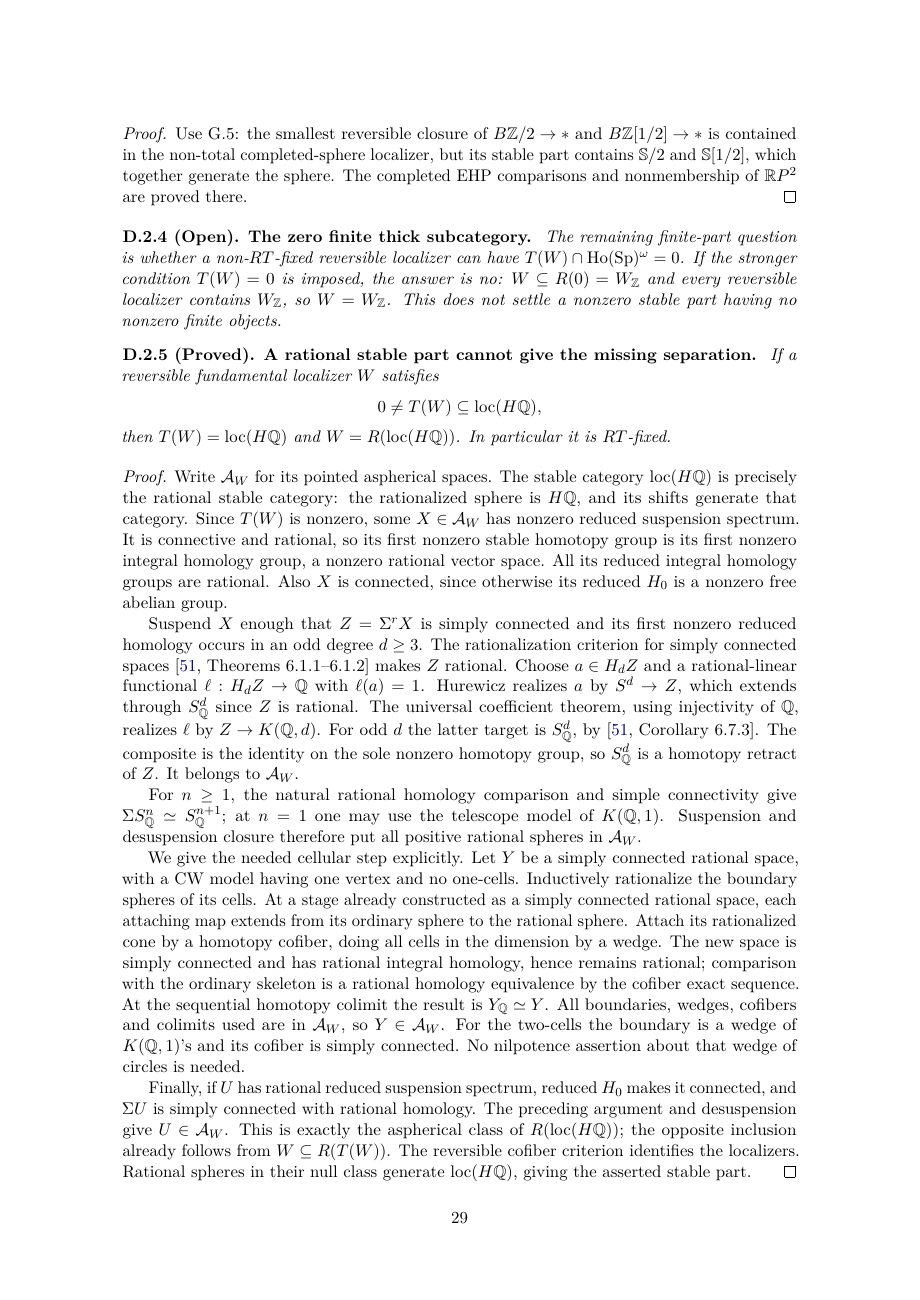 Proof. Use G.5: the smallest reversible closure of Bℤ/2 → ∗ and Bℤ[1/2] → ∗ is contained
in the non-total completed-sphere localizer, but its stable part contains 𝕊/2 and 𝕊[1/2], which
together generate the sphere. The completed EHP comparisons and nonmembership of ℝP²
are proved there. □
D.2.4 (Open). The zero finite thick subcategory. The remaining finite-part question
is whether a non-RT-fixed reversible localizer can have T(W) ∩ Ho(Sp)^ω = 0. If the stronger
condition T(W) = 0 is imposed, the answer is no: W ⊆ R(0) = W_ℤ and every reversible
localizer contains W_ℤ, so W = W_ℤ. This does not settle a nonzero stable part having no
nonzero finite objects.
D.2.5 (Proved). A rational stable part cannot give the missing separation. If a
reversible fundamental localizer W satisfies
0 ≠ T(W) ⊆ loc(Hℚ),
then T(W) = loc(Hℚ) and W = R(loc(Hℚ)). In particular it is RT-fixed.
Proof. Write 𝒜_W for its pointed aspherical spaces. The stable category loc(Hℚ) is precisely
the rational stable category: the rationalized sphere is Hℚ, and its shifts generate that
category. Since T(W) is nonzero, some X ∈ 𝒜_W has nonzero reduced suspension spectrum.
It is connective and rational, so its first nonzero stable homotopy group is its first nonzero
integral homology group, a nonzero rational vector space. All its reduced integral homology
groups are rational. Also X is connected, since otherwise its reduced H₀ is a nonzero free
abelian group.
Suspend X enough that Z = Σ^r X is simply connected and its first nonzero reduced
homology occurs in an odd degree d ≥ 3. The rationalization criterion for simply connected
spaces [51, Theorems 6.1.1–6.1.2] makes Z rational. Choose a ∈ H_d Z and a rational-linear
functional ℓ : H_d Z → ℚ with ℓ(a) = 1. Hurewicz realizes a by S^d → Z, which extends
through S^d_ℚ since Z is rational. The universal coefficient theorem, using injectivity of ℚ,
realizes ℓ by Z → K(ℚ, d). For odd d the latter target is S^d_ℚ, by [51, Corollary 6.7.3]. The
composite is the identity on the sole nonzero homotopy group, so S^d_ℚ is a homotopy retract
of Z. It belongs to 𝒜_W.
For n ≥ 1, the natural rational homology comparison and simple connectivity give
ΣS^n_ℚ ≃ S^{n+1}_ℚ; at n = 1 one may use the telescope model of K(ℚ, 1). Suspension and
desuspension closure therefore put all positive rational spheres in 𝒜_W.
We give the needed cellular step explicitly. Let Y be a simply connected rational space,
with a CW model having one vertex and no one-cells. Inductively rationalize the boundary
spheres of its cells. At a stage already constructed as a simply connected rational space, each
attaching map extends from its ordinary sphere to the rational sphere. Attach its rationalized
cone by a homotopy cofiber, doing all cells in the dimension by a wedge. The new space is
simply connected and has rational integral homology, hence remains rational; comparison
with the ordinary skeleton is a rational homology equivalence by the cofiber exact sequence.
At the sequential homotopy colimit the result is Y_ℚ ≃ Y. All boundaries, wedges, cofibers
and colimits used are in 𝒜_W, so Y ∈ 𝒜_W. For the two-cells the boundary is a wedge of
K(ℚ, 1)'s and its cofiber is simply connected. No nilpotence assertion about that wedge of
circles is needed.
Finally, if U has rational reduced suspension spectrum, reduced H₀ makes it connected, and
ΣU is simply connected with rational homology. The preceding argument and desuspension
give U ∈ 𝒜_W. This is exactly the aspherical class of R(loc(Hℚ)); the opposite inclusion
already follows from W ⊆ R(T(W)). The reversible cofiber criterion identifies the localizers.
Rational spheres in their null class generate loc(Hℚ), giving the asserted stable part. □
29